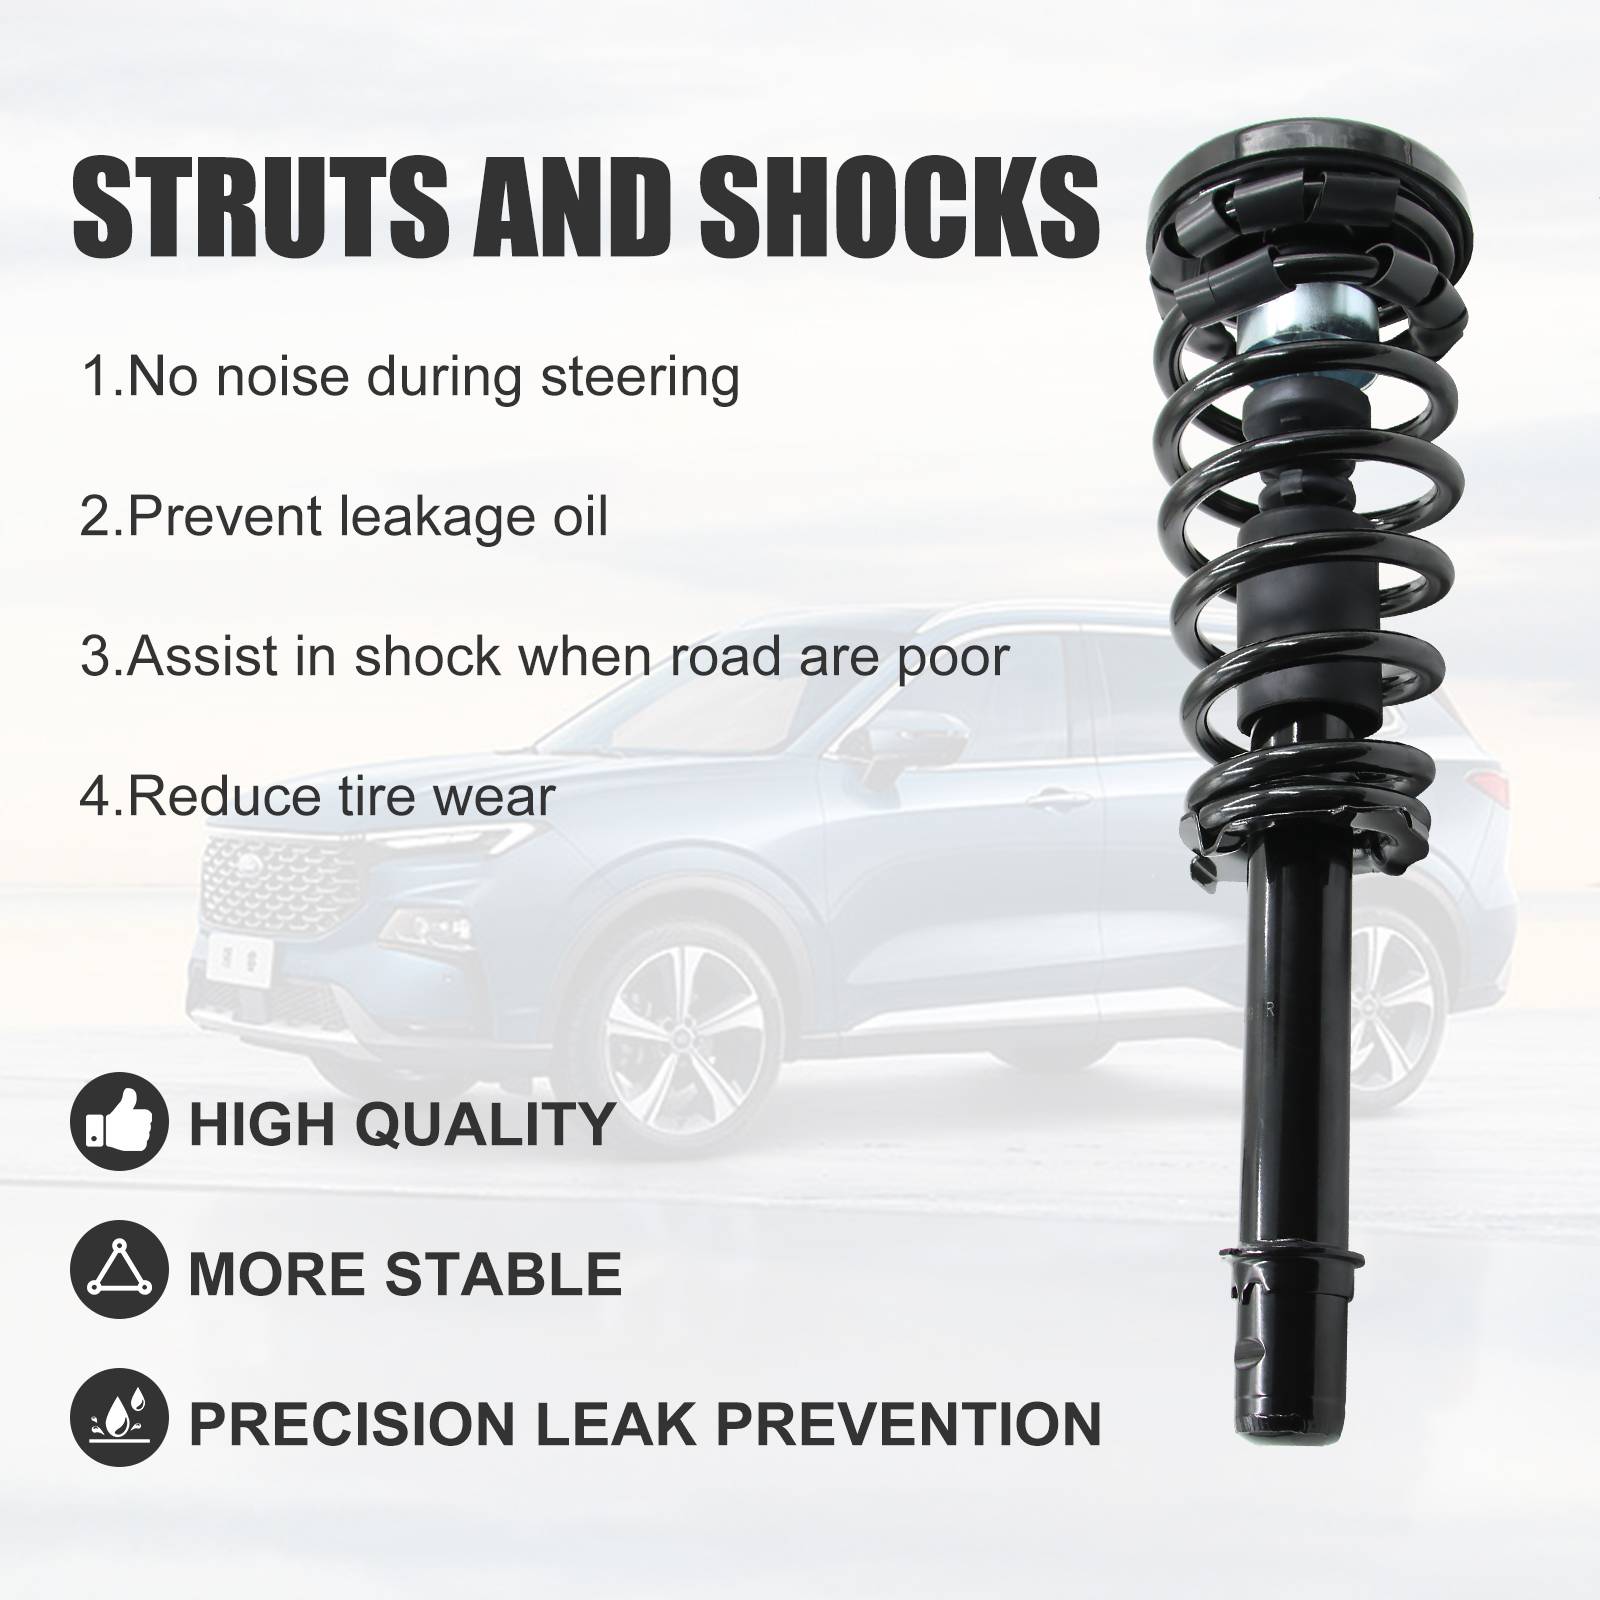 STRUTS AND SHOCKS
1.No noise during steering
2.Prevent leakage oil
3.Assist in shock when road are poor
4.Reduce tire wear
HIGH QUALITY
MORE STABLE
PRECISION LEAK PREVENTION